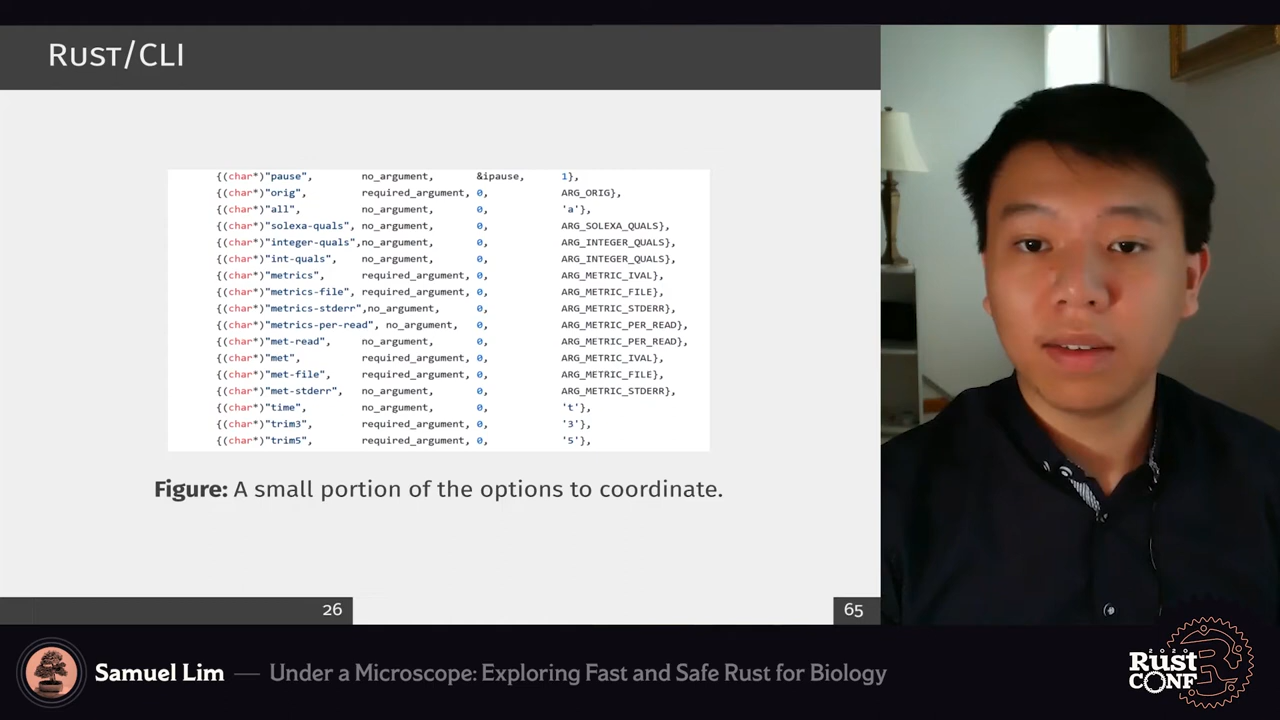 Rust/CLI
{(char*)"pause", no_argument, &ipause, 1},
{(char*)"orig", required_argument, 0, ARG_ORIG},
{(char*)"all", no_argument, 0, 'a'},
{(char*)"solexa-quals", no_argument, 0, ARG_SOLEXA_QUALS},
{(char*)"integer-quals",no_argument, 0, ARG_INTEGER_QUALS},
{(char*)"int-quals", no_argument, 0, ARG_INTEGER_QUALS},
{(char*)"metrics", required_argument, 0, ARG_METRIC_IVAL},
{(char*)"metrics-file", required_argument, 0, ARG_METRIC_FILE},
{(char*)"metrics-stderr",no_argument, 0, ARG_METRIC_STDERR},
{(char*)"metrics-per-read", no_argument, 0, ARG_METRIC_PER_READ},
{(char*)"met-read", no_argument, 0, ARG_METRIC_PER_READ},
{(char*)"met", required_argument, 0, ARG_METRIC_IVAL},
{(char*)"met-file", required_argument, 0, ARG_METRIC_FILE},
{(char*)"met-stderr", no_argument, 0, ARG_METRIC_STDERR},
{(char*)"time", no_argument, 0, 't'},
{(char*)"trim3", required_argument, 0, '3'},
{(char*)"trim5", required_argument, 0, '5'},
Figure: A small portion of the options to coordinate.
26
65
Samuel Lim — Under a Microscope: Exploring Fast and Safe Rust for Biology
2020
Rust
CONF